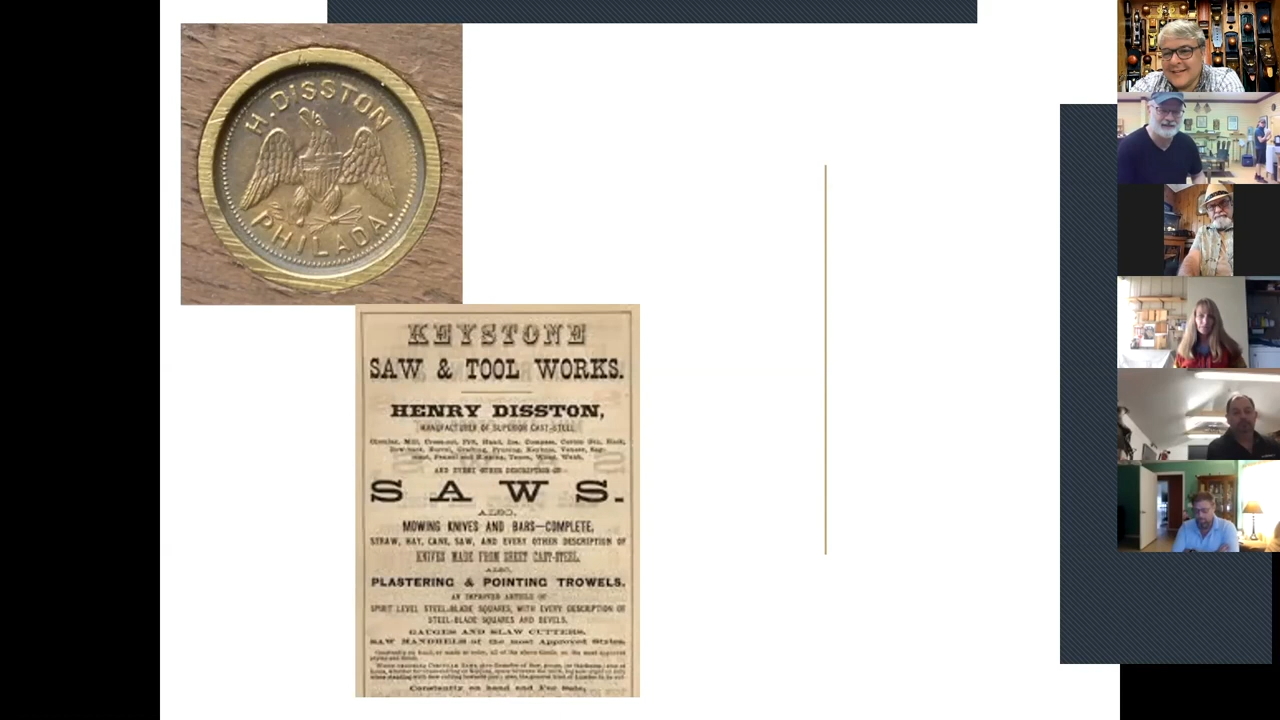 H. DISSTON
PHILADA.
KEYSTONE
SAW & TOOL WORKS.
HENRY DISSTON,
MANUFACTURER OF SUPERIOR CAST-STEEL
AND EVERY OTHER DESCRIPTION OF
SAWS.
ALSO,
MOWING KNIVES AND BARS—COMPLETE,
STRAW, HAY, CANE, SAW, AND EVERY OTHER DESCRIPTION OF
KNIVES MADE FROM SHEET CAST-STEEL.
ALSO,
PLASTERING & POINTING TROWELS.
AN IMPROVED ARTICLE OF
SPIRIT LEVEL STEEL-BLADE SQUARES, WITH EVERY DESCRIPTION OF
STEEL-BLADE SQUARES AND BEVELS.
GAUGES AND SLAW CUTTERS.
SAW MANDRELS of the most Approved Styles.
Constantly on hand and For Sale,